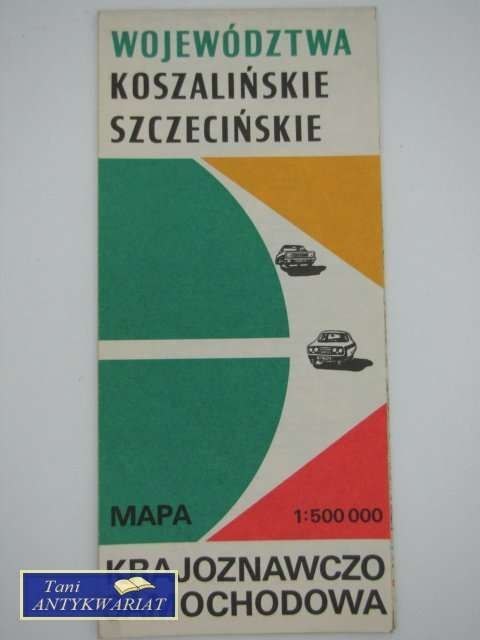 WOJEWÓDZTWA
KOSZALIŃSKIE
SZCZECIŃSKIE
MAPA 1:500 000
KRAJOZNAWCZO
OCHODOWA
Tani
ANTYKWARIAT